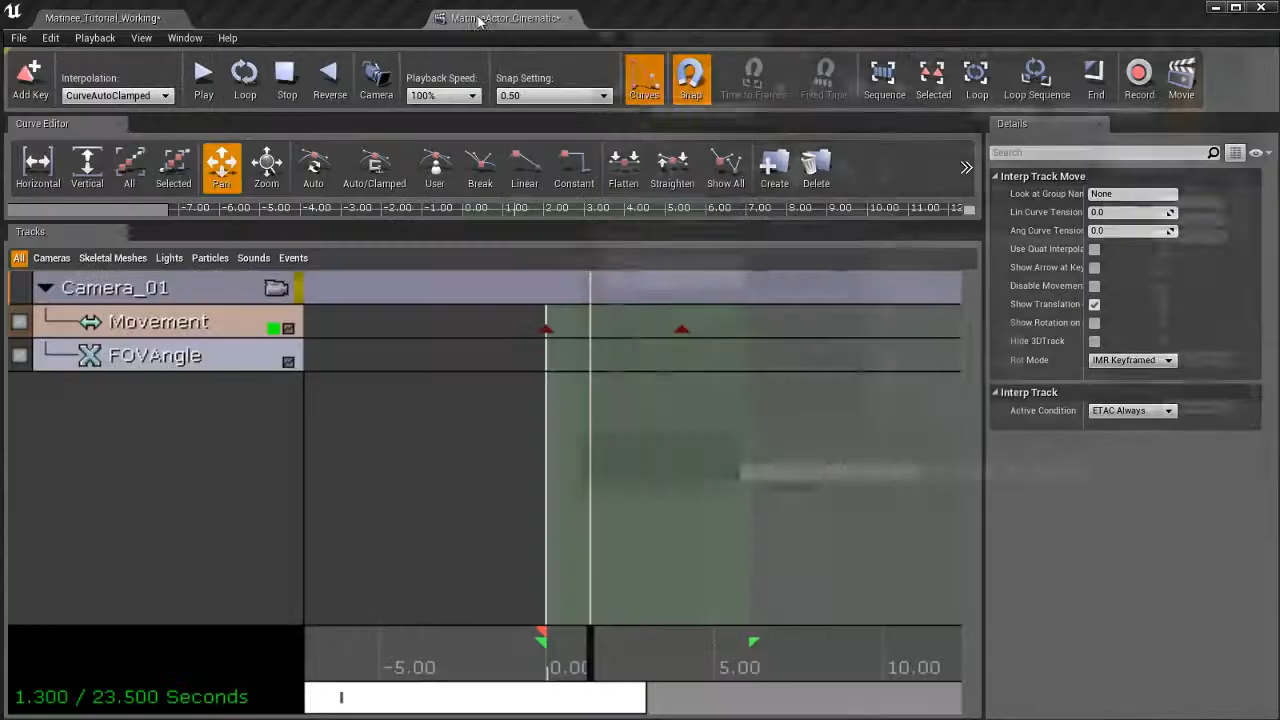 Matinee_Tutorial_Working*
MatineeActor_Cinematic*
File Edit Playback View Window Help
Add Key
Interpolation:
CurveAutoClamped
Play Loop Stop Reverse Camera
Playback Speed:
100%
Snap Setting:
0.50
Curves Snap Time to Frames Fixed Time Sequence Selected Loop Loop Sequence End Record Movie
Curve Editor
Details
Horizontal Vertical All Selected Pan Zoom Auto Auto/Clamped User Break Linear Constant Flatten Straighten Show All Create Delete
Search
-7.00 -6.00 -5.00 -4.00 -3.00 -2.00 -1.00 0.00 1.00 2.00 3.00 4.00 5.00 6.00 7.00 8.00 9.00 10.00 11.00 12
Interp Track Move
Look at Group Nar None
Lin Curve Tension 0.0
Ang Curve Tension 0.0
Use Quat Interpola
Show Arrow at Key
Disable Movemen
Show Translation
Show Rotation on
Hide 3DTrack
Rot Mode IMR Keyframed
Interp Track
Active Condition ETAC Always
Tracks
All Cameras Skeletal Meshes Lights Particles Sounds Events
Camera_01
Movement
FOVAngle
-5.00 0.00 5.00 10.00
1.300 / 23.500 Seconds